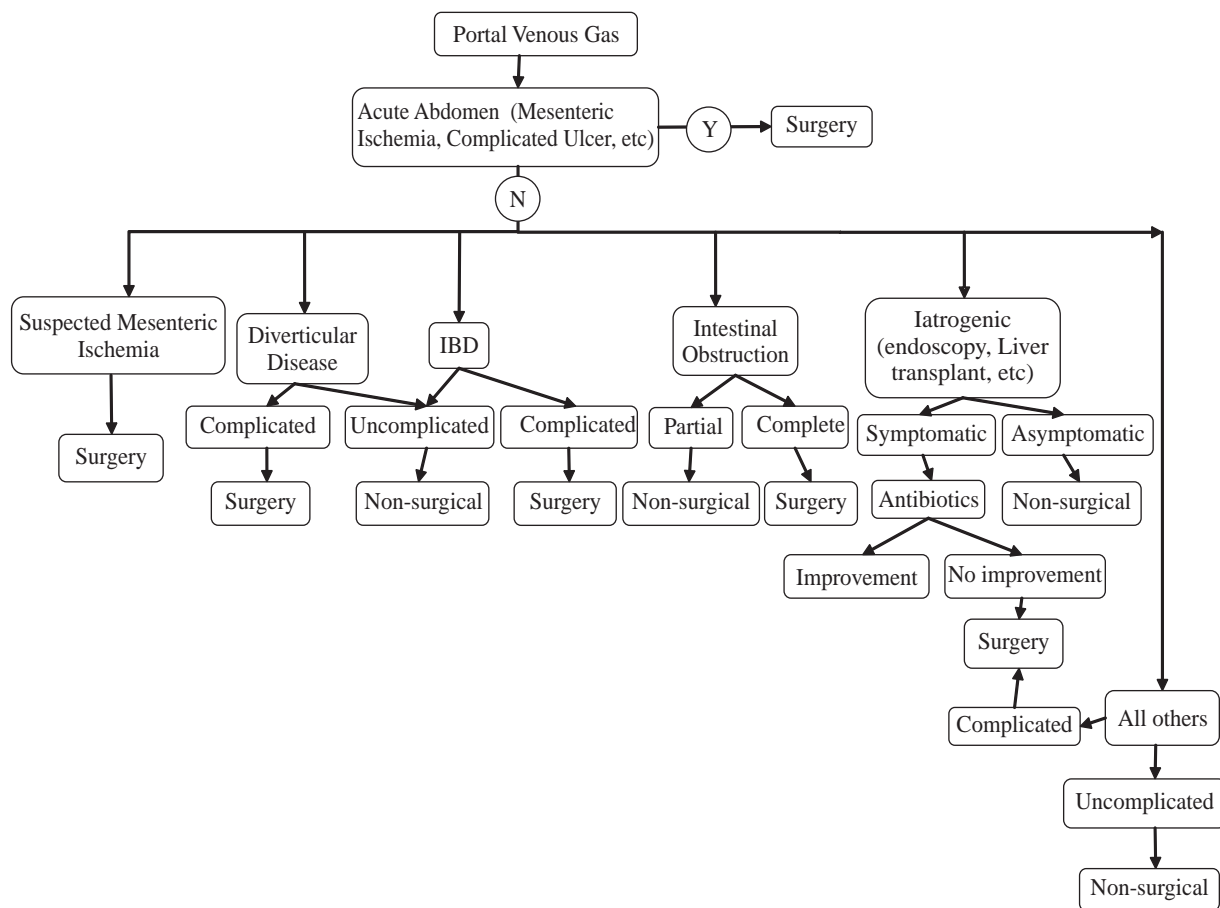 Portal Venous Gas
Acute Abdomen (Mesenteric
Ischemia, Complicated Ulcer, etc)
Y
Surgery
N
Suspected Mesenteric
Ischemia
Surgery
Diverticular
Disease
IBD
Complicated
Uncomplicated
Complicated
Surgery
Non-surgical
Surgery
Intestinal
Obstruction
Partial
Complete
Non-surgical
Surgery
Iatrogenic
(endoscopy, Liver
transplant, etc)
Symptomatic
Asymptomatic
Antibiotics
Non-surgical
Improvement
No improvement
Surgery
Complicated
All others
Uncomplicated
Non-surgical